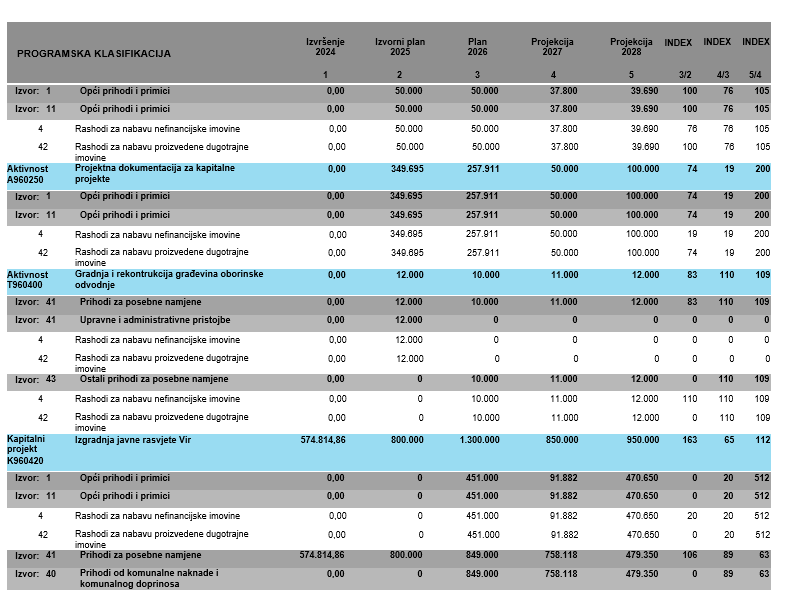 PROGRAMSKA KLASIFIKACIJA Izvršenje 2024 Izvorni plan 2025 Plan 2026 Projekcija 2027 Projekcija 2028 INDEX INDEX INDEX
1 2 3 4 5 3/2 4/3 5/4
Izvor: 1 Opći prihodi i primici 0,00 50.000 50.000 37.800 39.690 100 76 105
Izvor: 11 Opći prihodi i primici 0,00 50.000 50.000 37.800 39.690 100 76 105
4 Rashodi za nabavu nefinancijske imovine 0,00 50.000 50.000 37.800 39.690 76 76 105
42 Rashodi za nabavu proizvedene dugotrajne 0,00 50.000 50.000 37.800 39.690 100 76 105
imovine
Aktivnost Projektna dokumentacija za kapitalne 0,00 349.695 257.911 50.000 100.000 74 19 200
A960250 projekte
Izvor: 1 Opći prihodi i primici 0,00 349.695 257.911 50.000 100.000 74 19 200
Izvor: 11 Opći prihodi i primici 0,00 349.695 257.911 50.000 100.000 74 19 200
4 Rashodi za nabavu nefinancijske imovine 0,00 349.695 257.911 50.000 100.000 19 19 200
42 Rashodi za nabavu proizvedene dugotrajne 0,00 349.695 257.911 50.000 100.000 74 19 200
imovine
Aktivnost Gradnja i rekontrukcija građevina oborinske 0,00 12.000 10.000 11.000 12.000 83 110 109
T960400 odvodnje
Izvor: 41 Prihodi za posebne namjene 0,00 12.000 10.000 11.000 12.000 83 110 109
Izvor: 41 Upravne i administrativne pristojbe 0,00 12.000 0 0 0 0 0 0
4 Rashodi za nabavu nefinancijske imovine 0,00 12.000 0 0 0 0 0 0
42 Rashodi za nabavu proizvedene dugotrajne 0,00 12.000 0 0 0 0 0 0
imovine
Izvor: 43 Ostali prihodi za posebne namjene 0,00 0 10.000 11.000 12.000 0 110 109
4 Rashodi za nabavu nefinancijske imovine 0,00 0 10.000 11.000 12.000 110 110 109
42 Rashodi za nabavu proizvedene dugotrajne 0,00 0 10.000 11.000 12.000 0 110 109
imovine
Kapitalni Izgradnja javne rasvjete Vir 574.814,86 800.000 1.300.000 850.000 950.000 163 65 112
projekt
K960420
Izvor: 1 Opći prihodi i primici 0,00 0 451.000 91.882 470.650 0 20 512
Izvor: 11 Opći prihodi i primici 0,00 0 451.000 91.882 470.650 0 20 512
4 Rashodi za nabavu nefinancijske imovine 0,00 0 451.000 91.882 470.650 20 20 512
42 Rashodi za nabavu proizvedene dugotrajne 0,00 0 451.000 91.882 470.650 0 20 512
imovine
Izvor: 41 Prihodi za posebne namjene 574.814,86 800.000 849.000 758.118 479.350 106 89 63
Izvor: 40 Prihodi od komunalne naknade i 0,00 0 849.000 758.118 479.350 0 89 63
komunalnog doprinosa